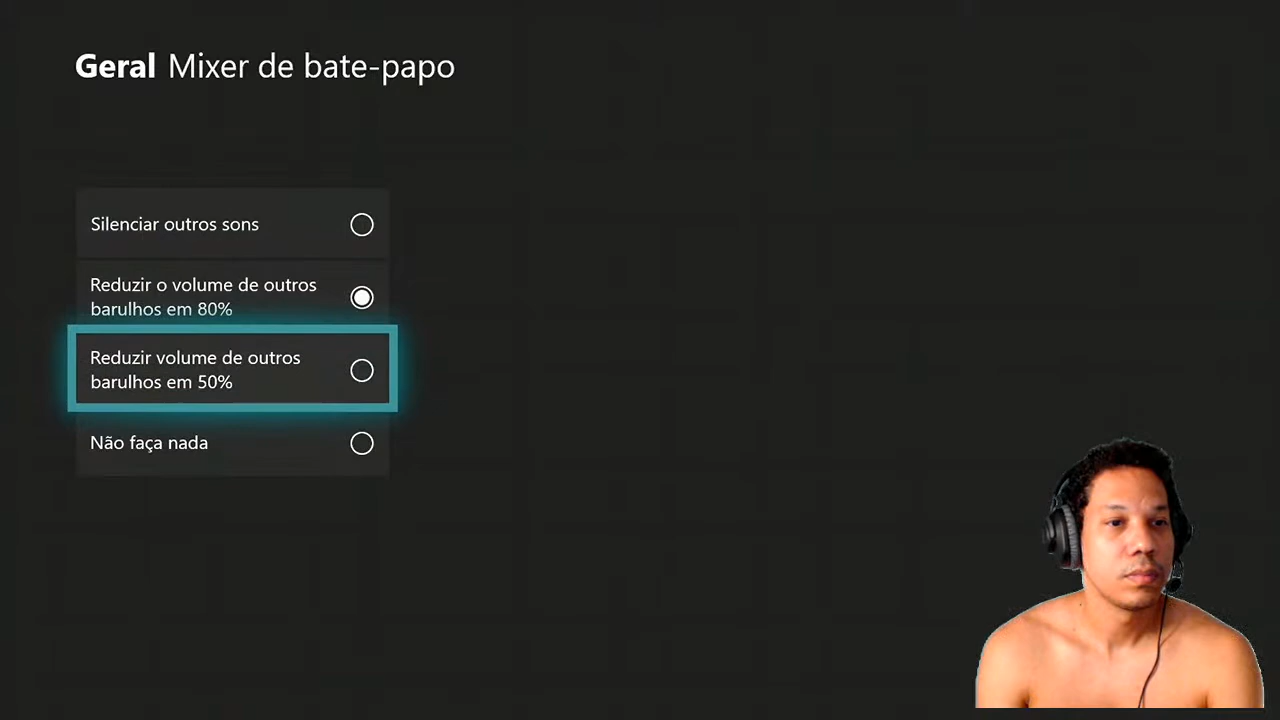 Geral Mixer de bate-papo
Silenciar outros sons
Reduzir o volume de outros
barulhos em 80%
Reduzir volume de outros
barulhos em 50%
Não faça nada